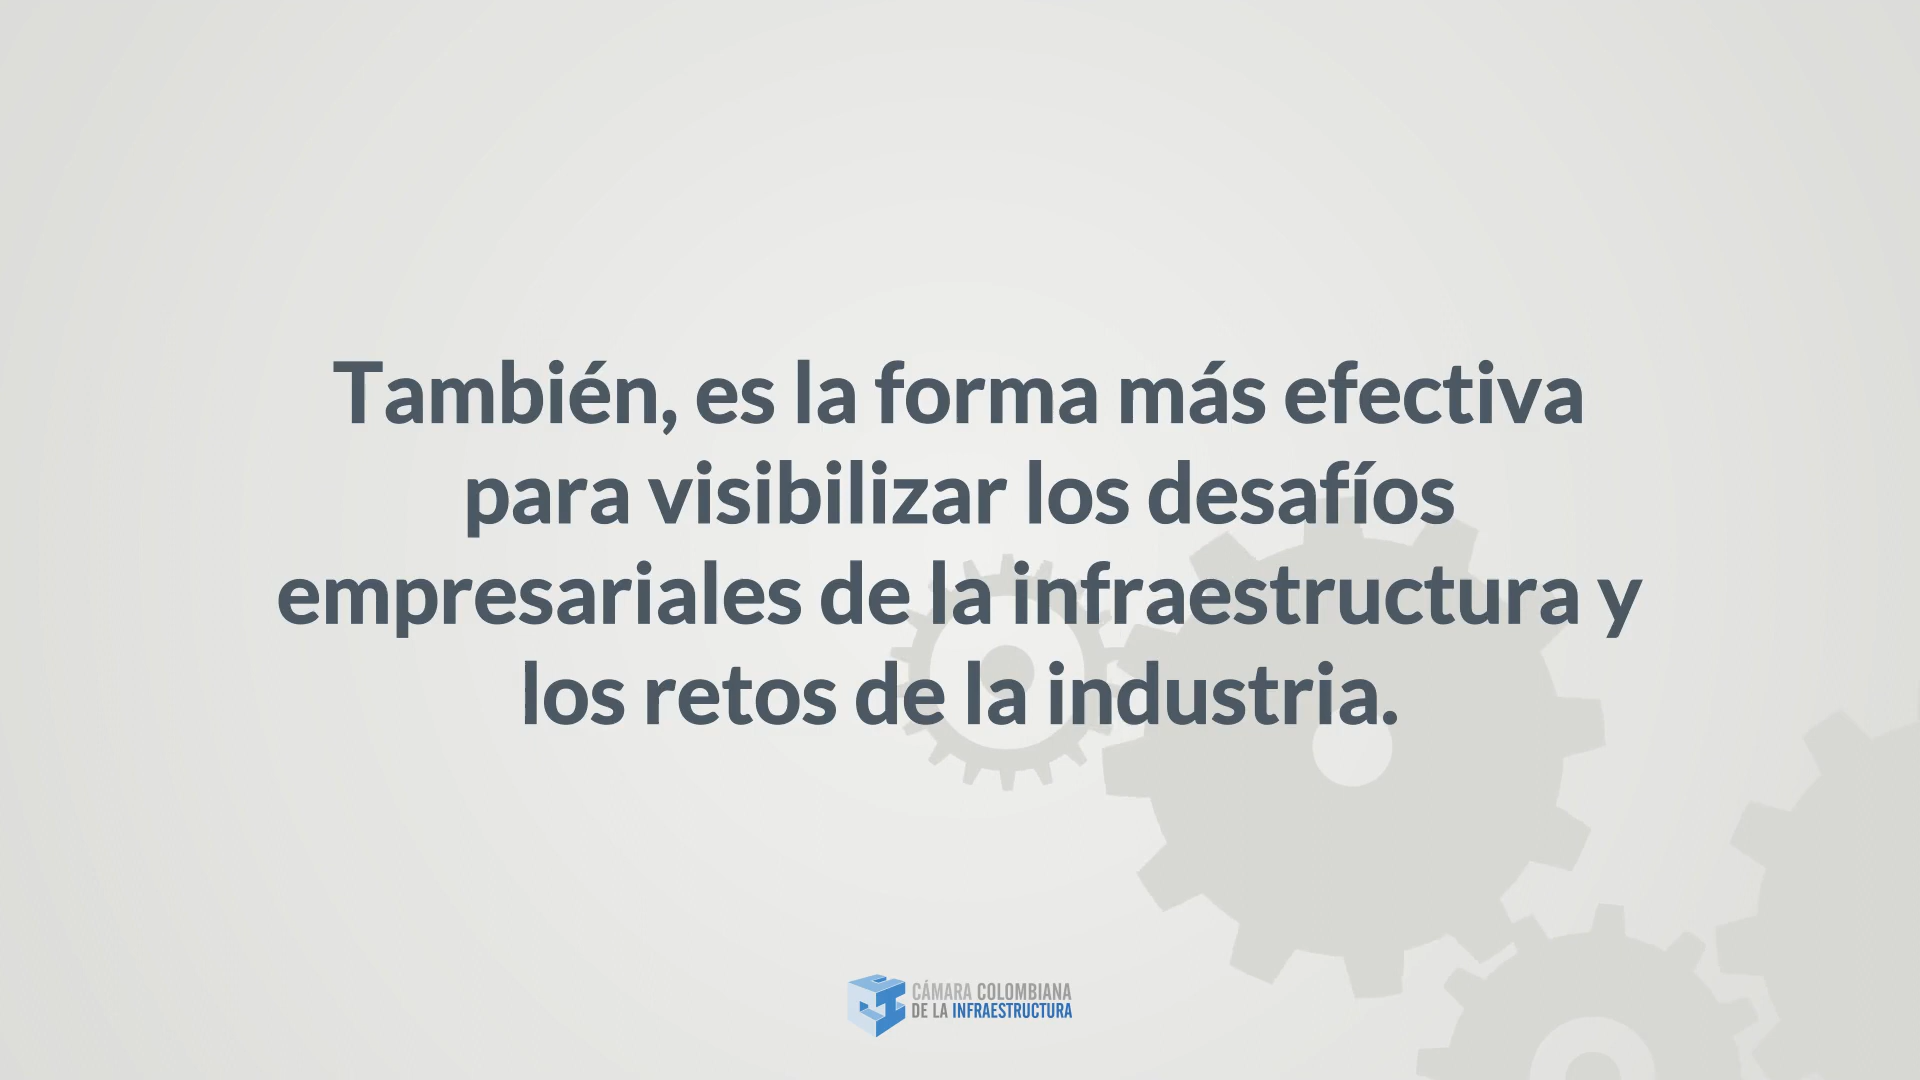 También, es la forma más efectiva
para visibilizar los desafíos
empresariales de la infraestructura y
los retos de la industria.
CÁMARA COLOMBIANA
DE LA INFRAESTRUCTURA